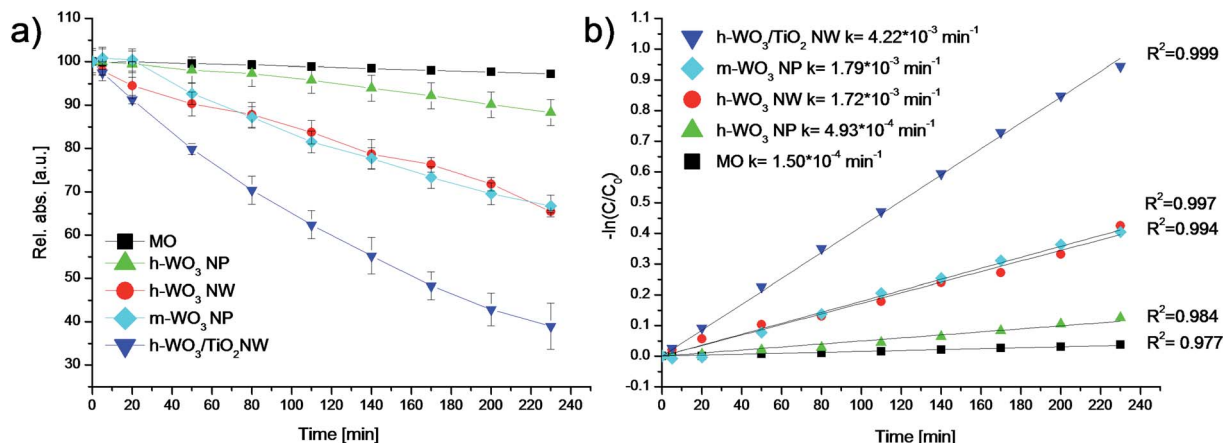 a)
Rel. abs. [a.u.]
110
100
90
80
70
60
50
40
30
MO
h-WO₃ NP
h-WO₃ NW
m-WO₃ NP
h-WO₃/TiO₂NW
0 20 40 60 80 100 120 140 160 180 200 220 240
Time [min]
b)
-ln(C/C₀)
1.1
1.0
0.9
0.8
0.7
0.6
0.5
0.4
0.3
0.2
0.1
0.0
-0.1
h-WO₃/TiO₂ NW k= 4.22*10⁻³ min⁻¹
m-WO₃ NP k= 1.79*10⁻³ min⁻¹
h-WO₃ NW k= 1.72*10⁻³ min⁻¹
h-WO₃ NP k= 4.93*10⁻⁴ min⁻¹
MO k= 1.50*10⁻⁴ min⁻¹
R²=0.999
R²=0.997
R²=0.994
R²=0.984
R²= 0.977
0 20 40 60 80 100 120 140 160 180 200 220 240
Time [min]